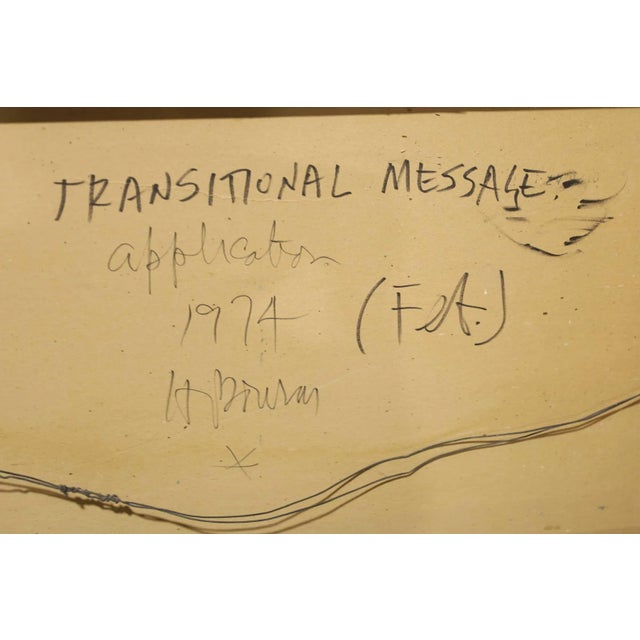 TRANSITIONAL MESSAGE.
application
1974 (Feb.)
H